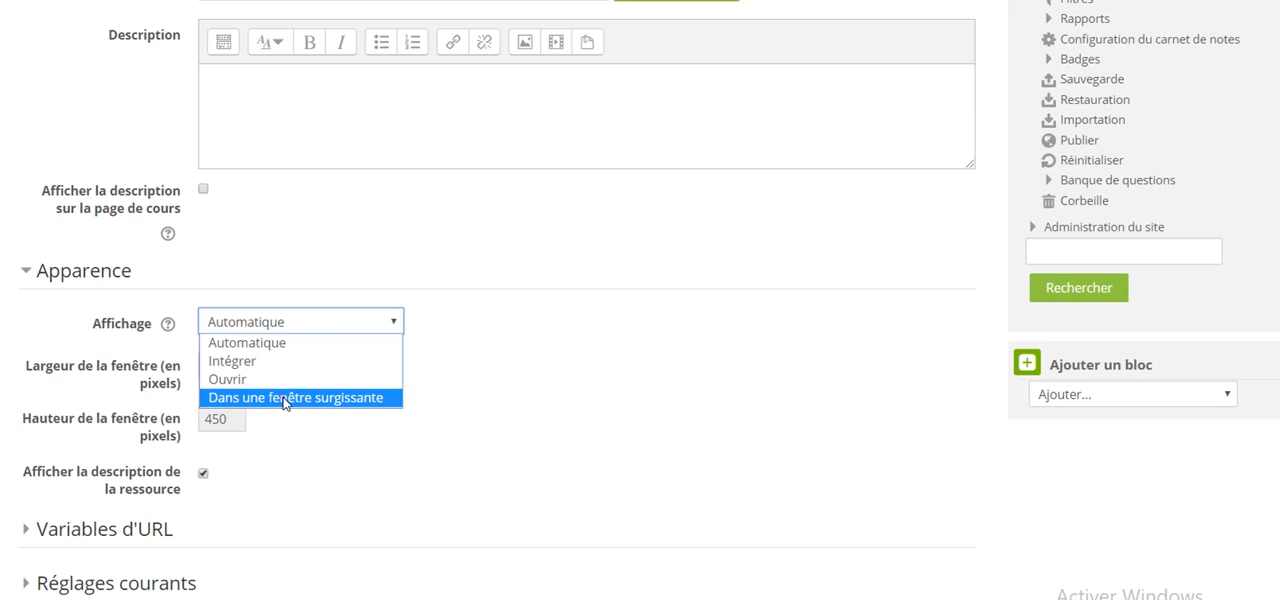 Description
Afficher la description
sur la page de cours
Apparence
Affichage
Automatique
Automatique
Intégrer
Ouvrir
Dans une fenêtre surgissante
Largeur de la fenêtre (en
pixels)
Hauteur de la fenêtre (en
pixels)
450
Afficher la description de
la ressource
Variables d'URL
Réglages courants
Filtres
Rapports
Configuration du carnet de notes
Badges
Sauvegarde
Restauration
Importation
Publier
Réinitialiser
Banque de questions
Corbeille
Administration du site
Rechercher
Ajouter un bloc
Ajouter...
Activer Windows